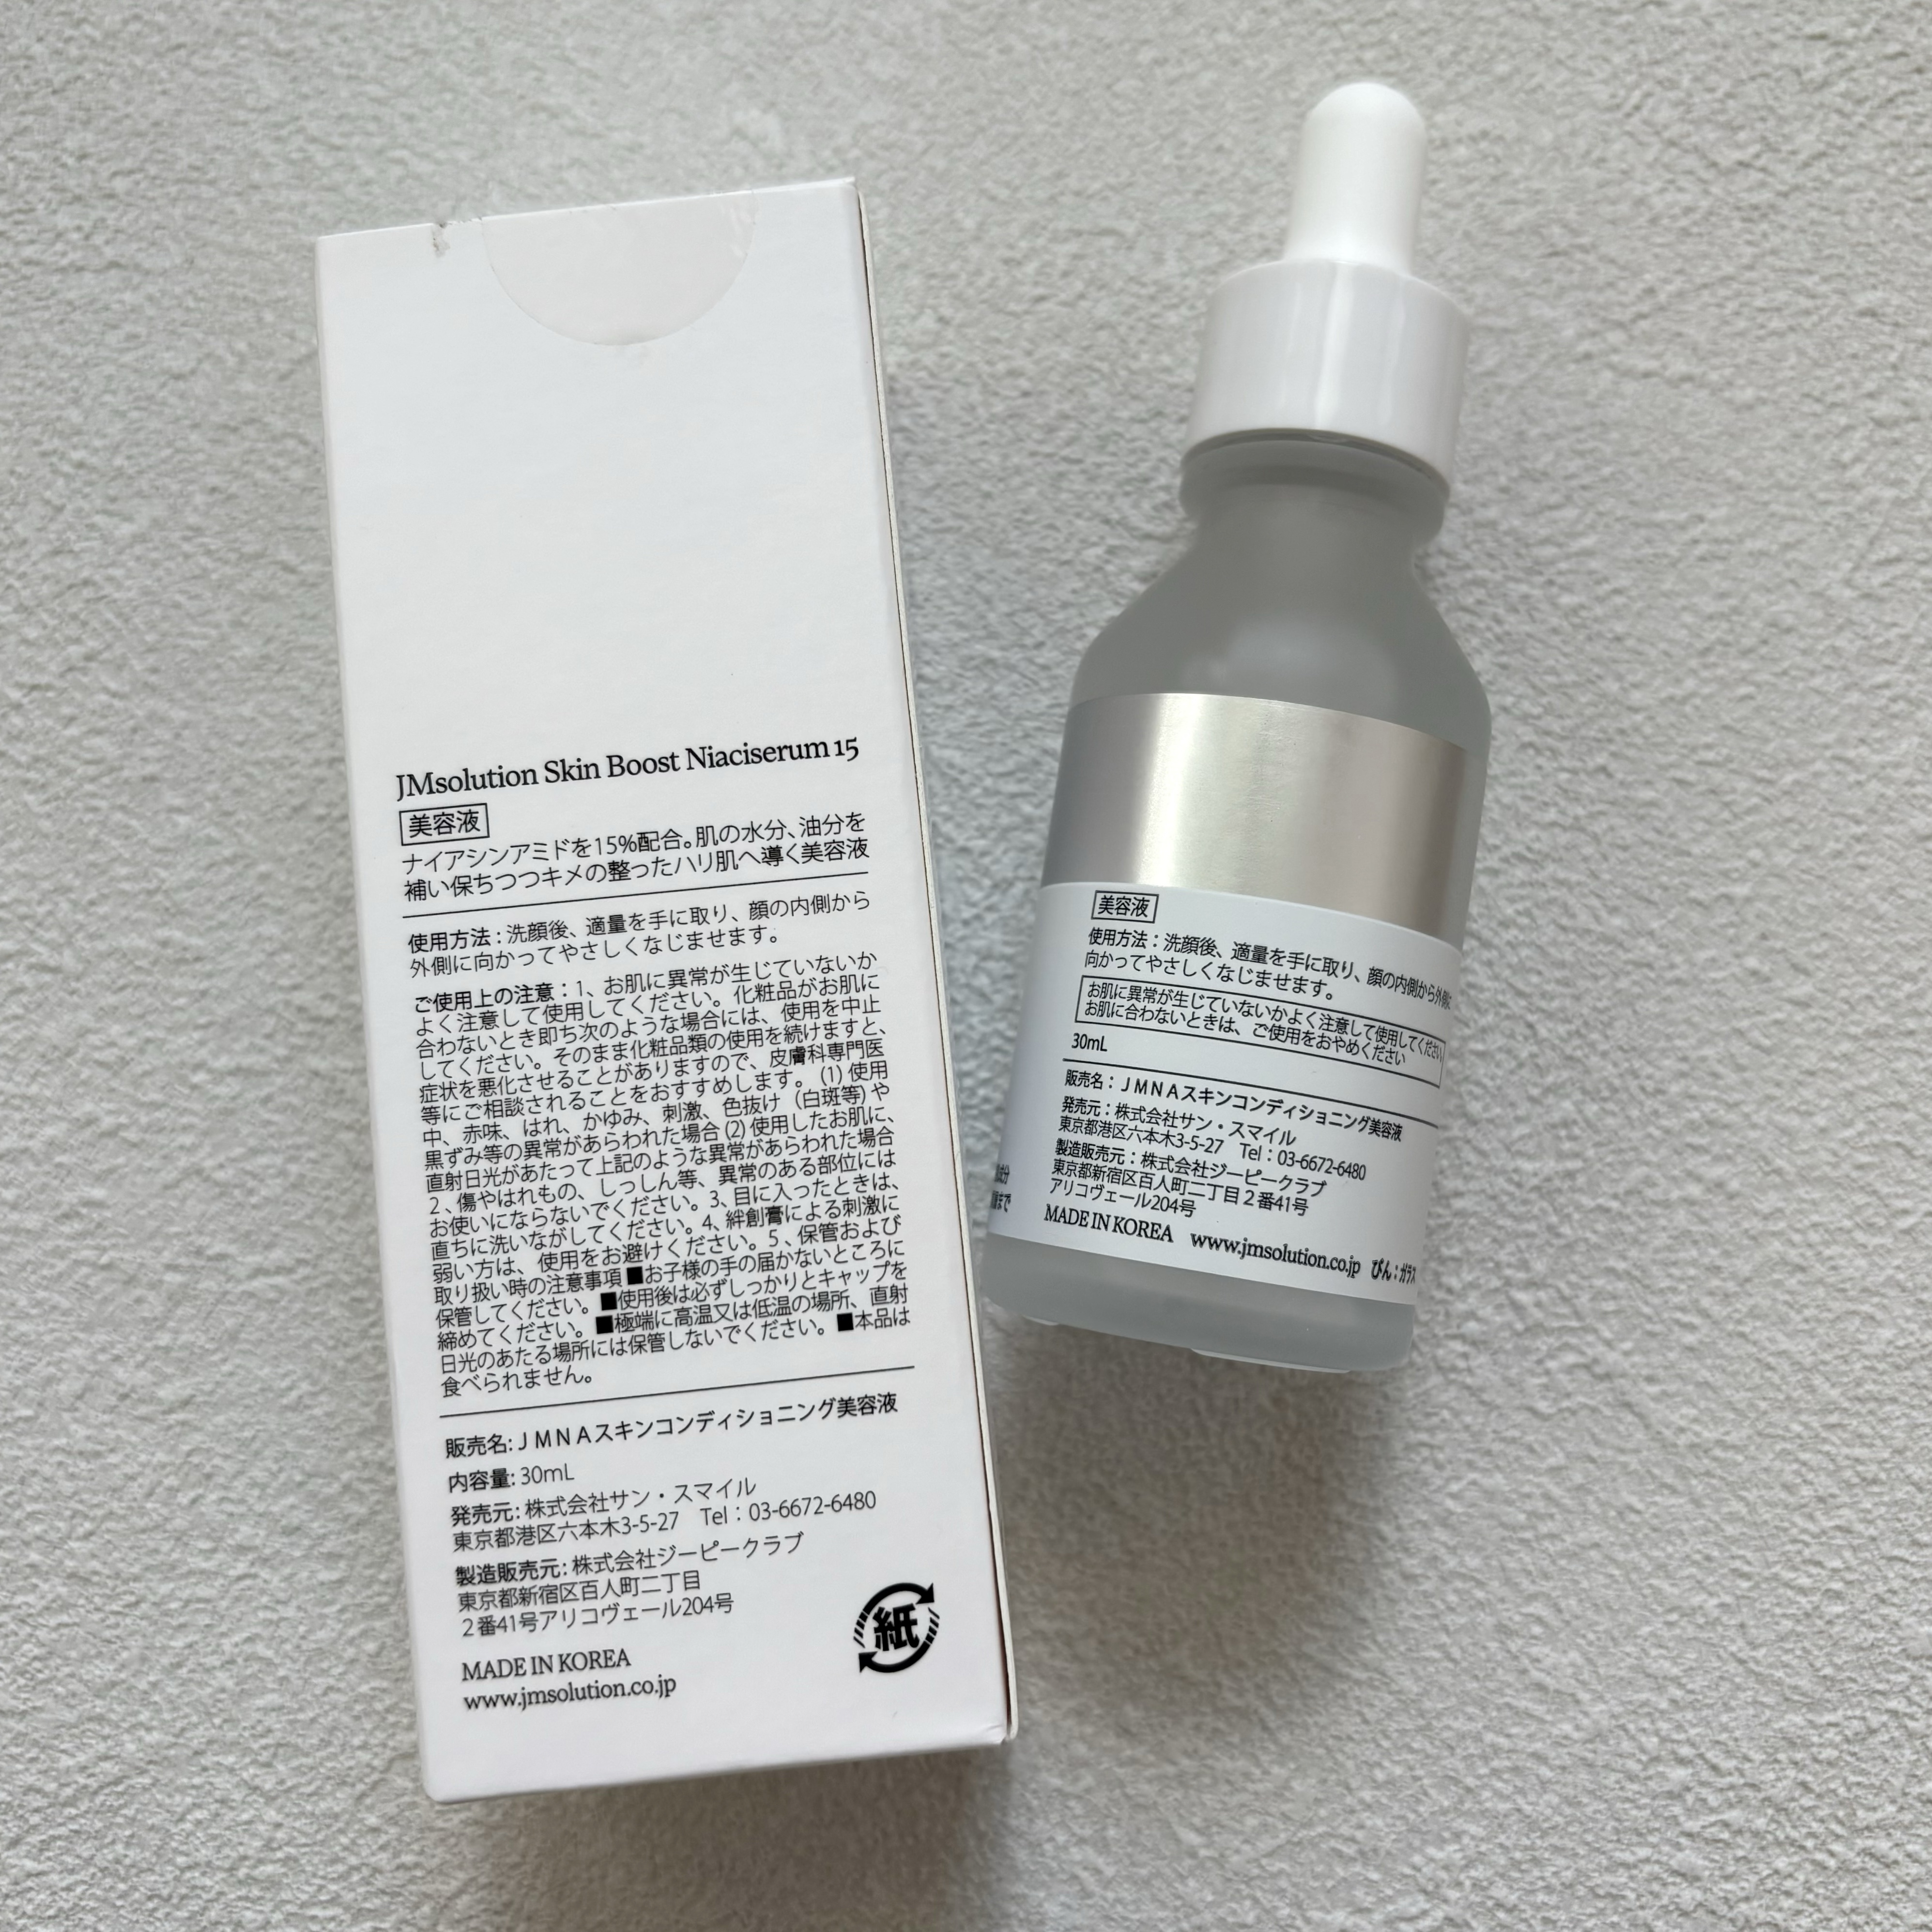 JMsolution Skin Boost Niaciserum 15
美容液
ナイアシンアミドを15%配合。肌の水分、油分を
補い保ちつつキメの整ったハリ肌へ導く美容液
使用方法：洗顔後、適量を手に取り、顔の内側から
外側に向かってやさしくなじませます。
ご使用上の注意：1、お肌に異常が生じていないか
よく注意して使用してください。化粧品がお肌に
合わないとき即ち次のような場合には、使用を中止
してください。そのまま化粧品類の使用を続けますと、
症状を悪化させることがありますので、皮膚科専門医
等にご相談されることをおすすめします。(1) 使用
中、赤味、はれ、かゆみ、刺激、色抜け（白斑等) や
黒ずみ等の異常があらわれた場合 (2) 使用したお肌に、
直射日光があたって上記のような異常があらわれた場合
2、傷やはれもの、しっしん等、異常のある部位には
お使いにならないでください。3、目に入ったときは、
直ちに洗いながしてください。4、絆創膏による刺激に
弱い方は、使用をお避けください。5、保管および
取り扱い時の注意事項 ■お子様の手の届かないところに
保管してください。■使用後は必ずしっかりとキャップを
締めてください。■極端に高温又は低温の場所、直射
日光のあたる場所には保管しないでください。■本品は
食べられません。
販売名:ＪＭＮＡスキンコンディショニング美容液
内容量: 30mL
発売元: 株式会社サン・スマイル
東京都港区六本木3-5-27　Tel：03-6672-6480
製造販売元: 株式会社ジーピークラブ
東京都新宿区百人町二丁目
２番41号アリコヴェール204号
MADE IN KOREA
www.jmsolution.co.jp
紙
美容液
使用方法：洗顔後、適量を手に取り、顔の内側から外側に
向かってやさしくなじませます。
お肌に異常が生じていないかよく注意して使用してください
お肌に合わないときは、ご使用をおやめください
30mL
販売名：ＪＭＮＡスキンコンディショニング美容液
発売元：株式会社サン・スマイル
東京都港区六本木3-5-27　Tel：03-6672-6480
製造販売元：株式会社ジーピークラブ
東京都新宿区百人町二丁目２番41号
アリコヴェール204号
MADE IN KOREA　www.jmsolution.co.jp　びん：ガラス